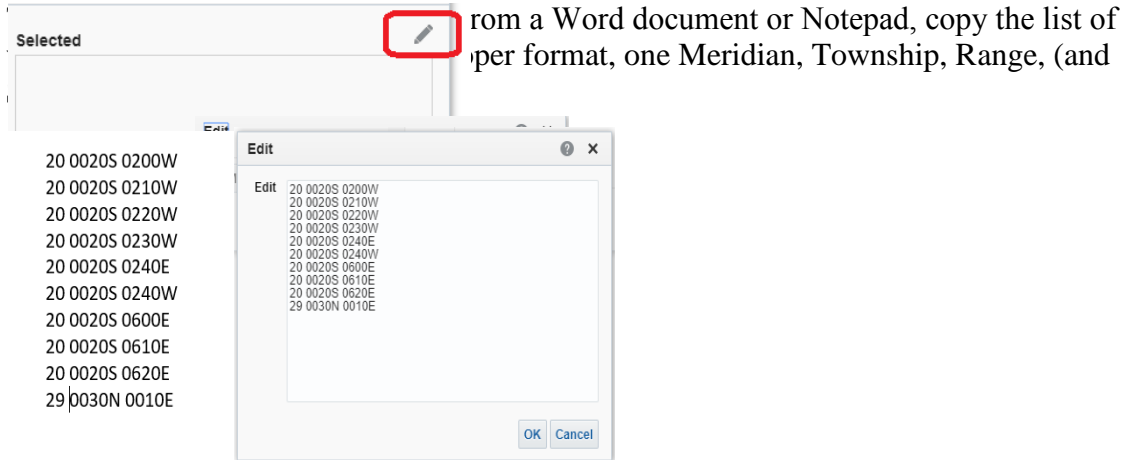 Selected
rom a Word document or Notepad, copy the list of
per format, one Meridian, Township, Range, (and
Edit
20 0020S 0200W
20 0020S 0210W
20 0020S 0220W
20 0020S 0230W
20 0020S 0240E
20 0020S 0240W
20 0020S 0600E
20 0020S 0610E
20 0020S 0620E
29 0030N 0010E
Edit
Edit
20 0020S 0200W
20 0020S 0210W
20 0020S 0220W
20 0020S 0230W
20 0020S 0240E
20 0020S 0240W
20 0020S 0600E
20 0020S 0610E
20 0020S 0620E
29 0030N 0010E
OK Cancel